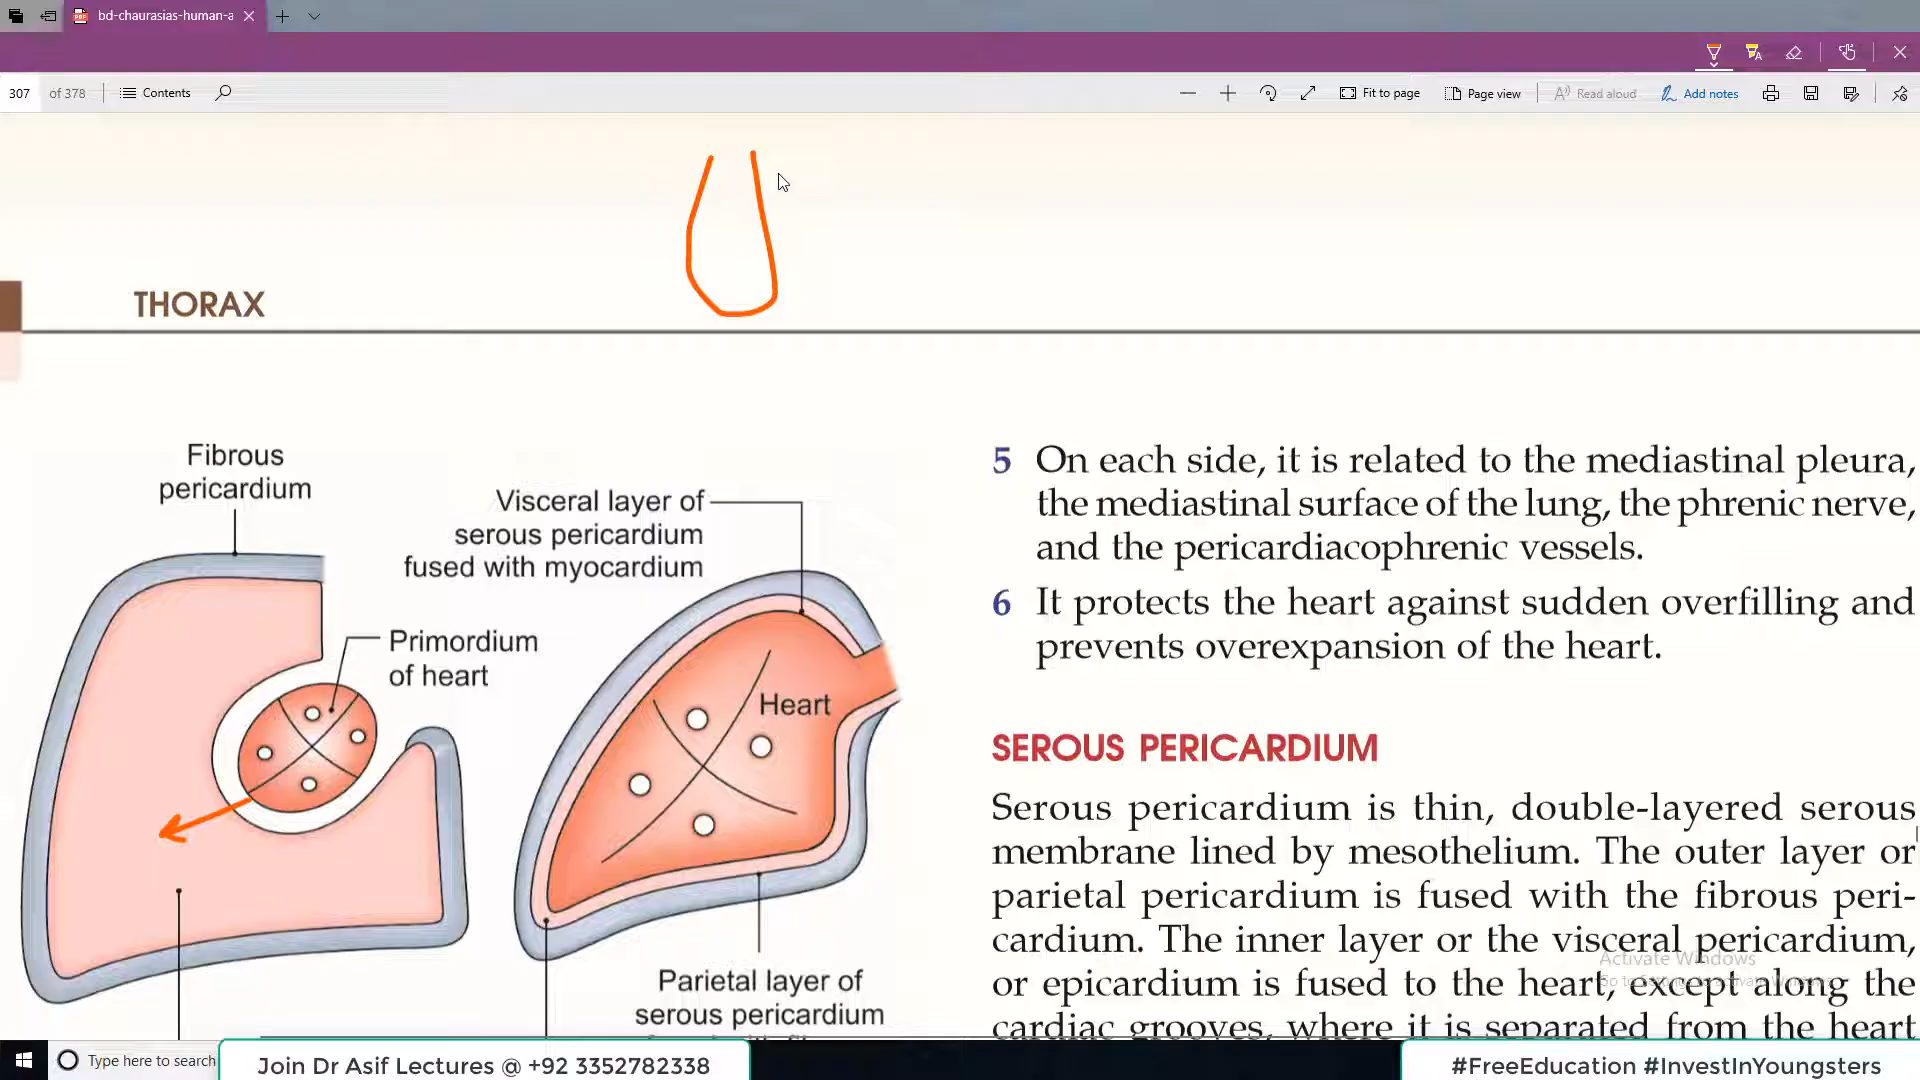 bd-chaurasias-human-a
307 of 378
Contents
Fit to page
Page view
Read aloud
Add notes
THORAX
Fibrous
pericardium
Visceral layer of
serous pericardium
fused with myocardium
Primordium
of heart
Heart
Parietal layer of
serous pericardium
5 On each side, it is related to the mediastinal pleura,
the mediastinal surface of the lung, the phrenic nerve,
and the pericardiacophrenic vessels.
6 It protects the heart against sudden overfilling and
prevents overexpansion of the heart.
SEROUS PERICARDIUM
Serous pericardium is thin, double-layered serous
membrane lined by mesothelium. The outer layer or
parietal pericardium is fused with the fibrous peri-
cardium. The inner layer or the visceral pericardium,
or epicardium is fused to the heart, except along the
cardiac grooves, where it is separated from the heart
Activate Windows
Go to Settings to activate Windows.
Type here to search
Join Dr Asif Lectures @ +92 3352782338
#FreeEducation #InvestInYoungsters